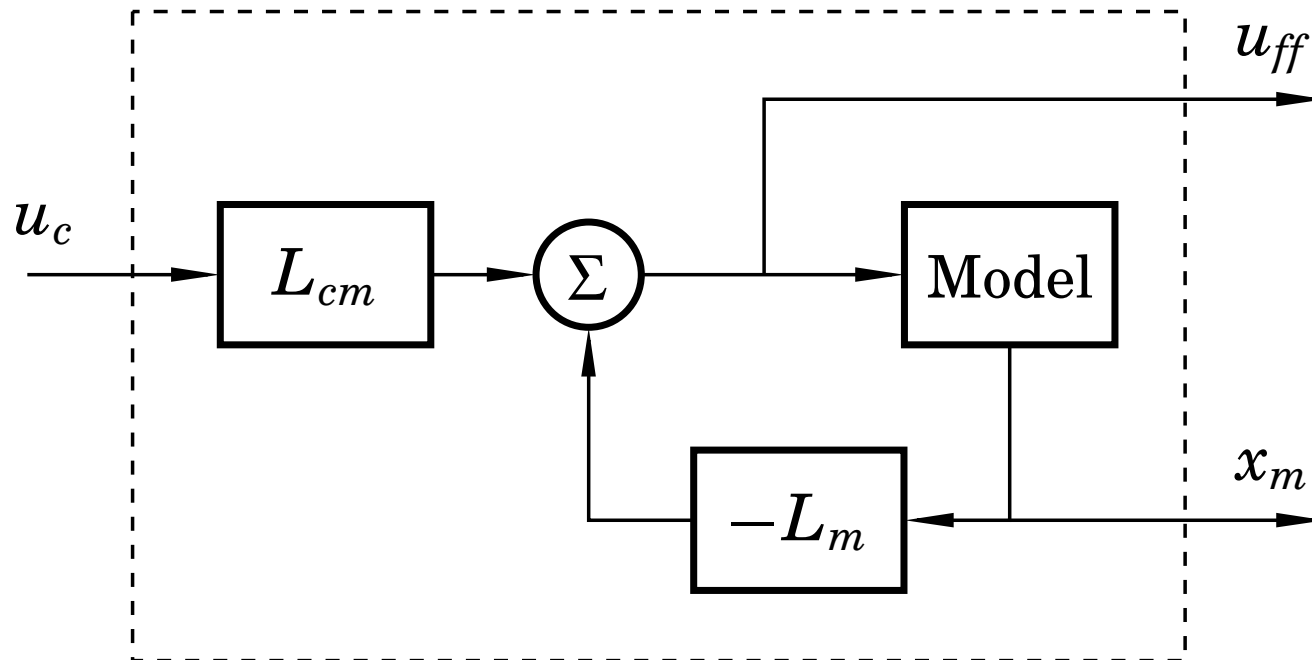 u_ff
u_c
L_cm
Σ
Model
x_m
−L_m